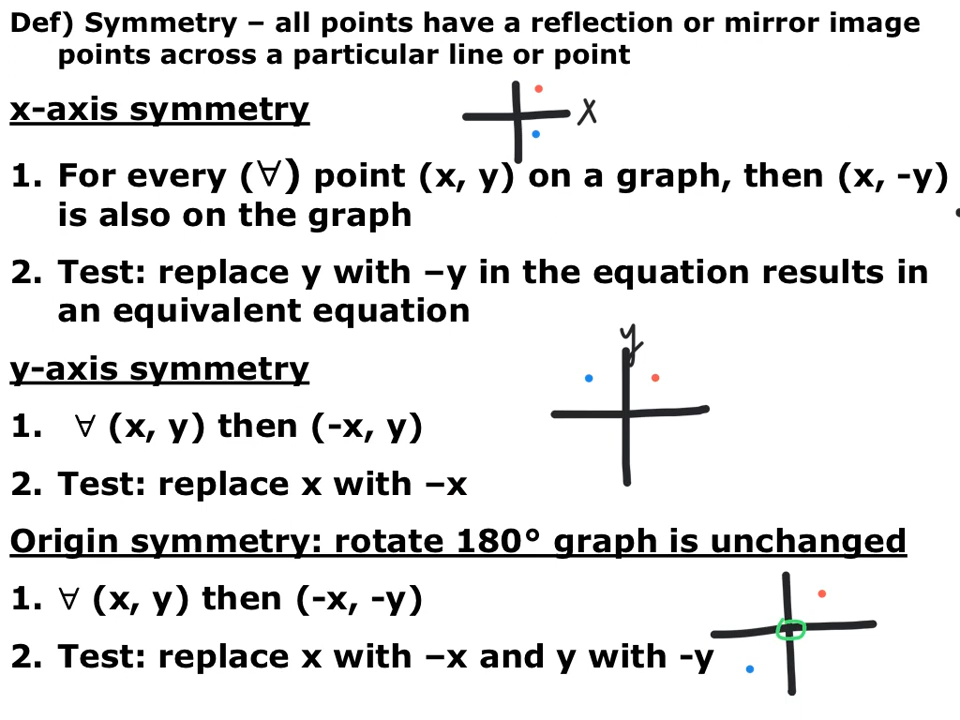 Def) Symmetry – all points have a reflection or mirror image
points across a particular line or point
x-axis symmetry
X
1. For every (∀) point (x, y) on a graph, then (x, -y)
is also on the graph
2. Test: replace y with –y in the equation results in
an equivalent equation
y
y-axis symmetry
1. ∀ (x, y) then (-x, y)
2. Test: replace x with –x
Origin symmetry: rotate 180° graph is unchanged
1. ∀ (x, y) then (-x, -y)
2. Test: replace x with –x and y with -y